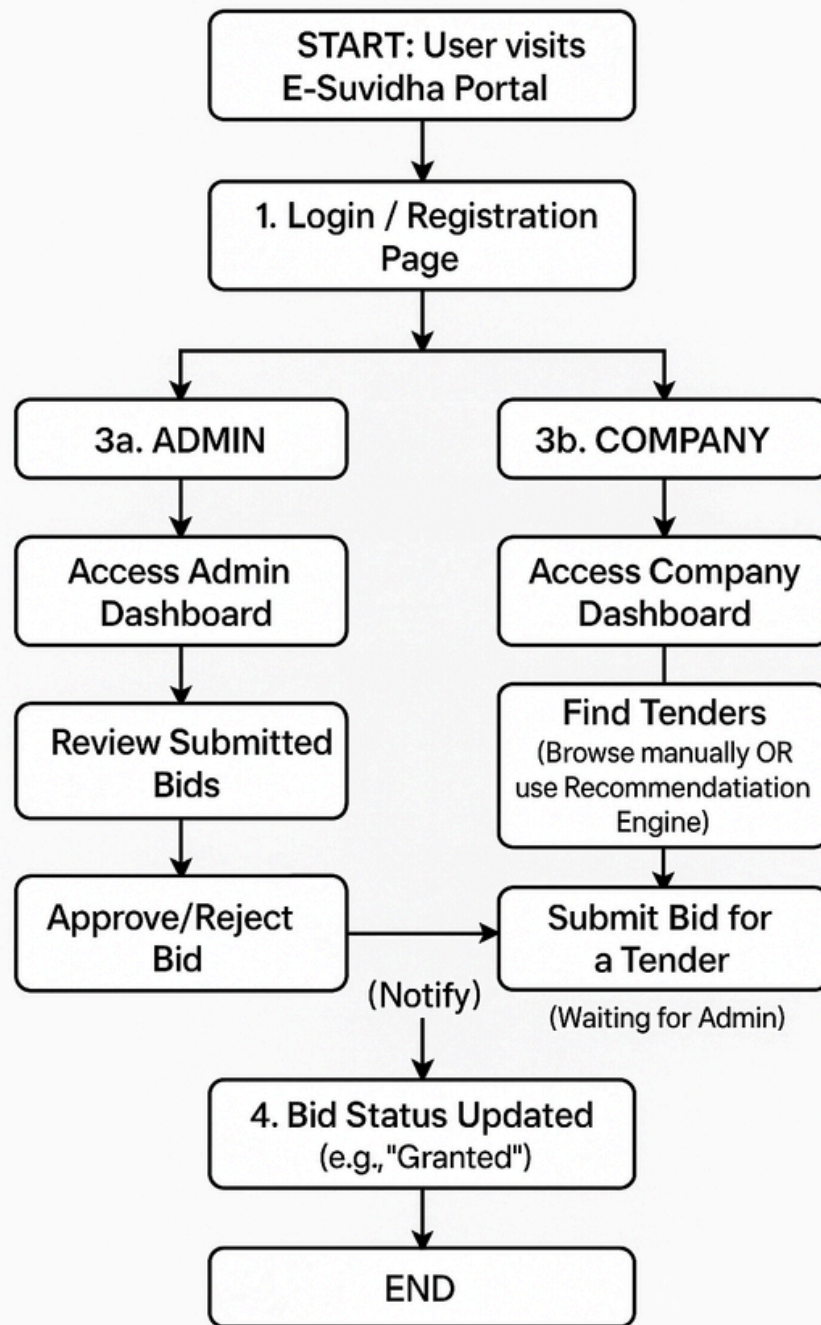 START: User visits
E-Suvidha Portal
1. Login / Registration
Page
3a. ADMIN
3b. COMPANY
Access Admin
Dashboard
Access Company
Dashboard
Review Submitted
Bids
Find Tenders
(Browse manually OR
use Recommendatiation
Engine)
Approve/Reject
Bid
Submit Bid for
a Tender
(Notify)
(Waiting for Admin)
4. Bid Status Updated
(e.g.,"Granted")
END